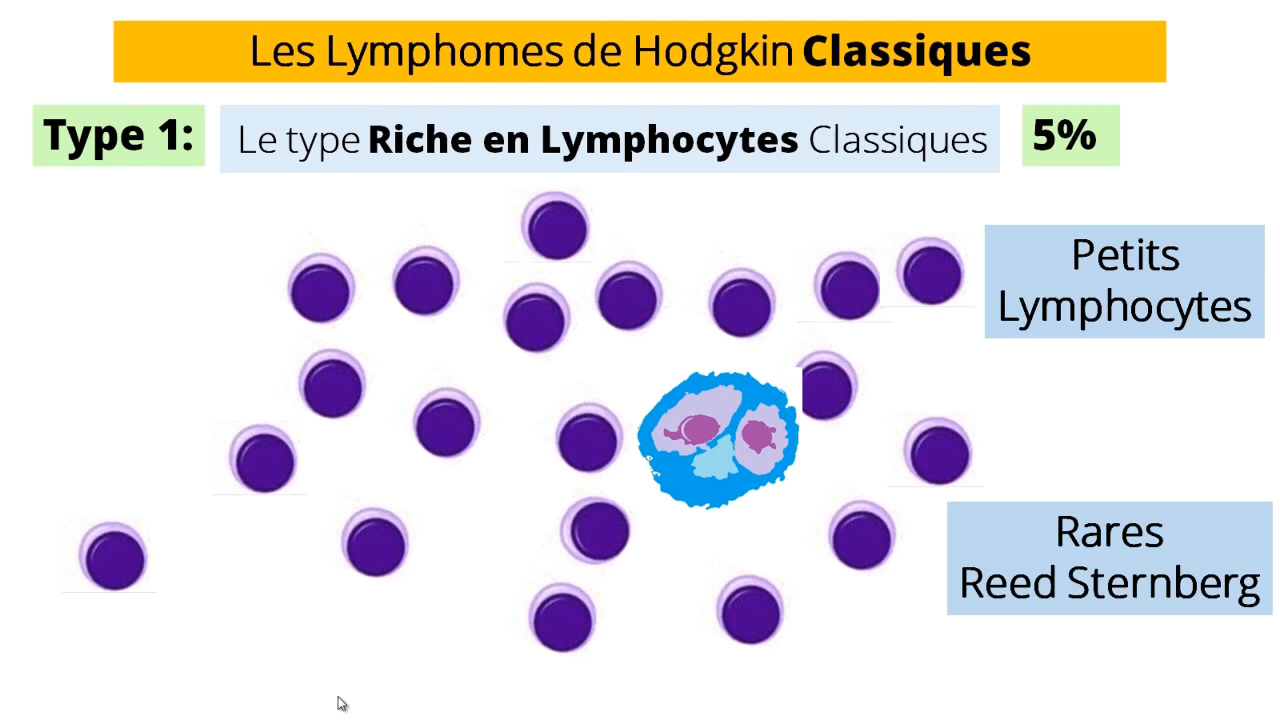 Les Lymphomes de Hodgkin Classiques
Type 1: Le type Riche en Lymphocytes Classiques 5%
Petits
Lymphocytes
Rares
Reed Sternberg